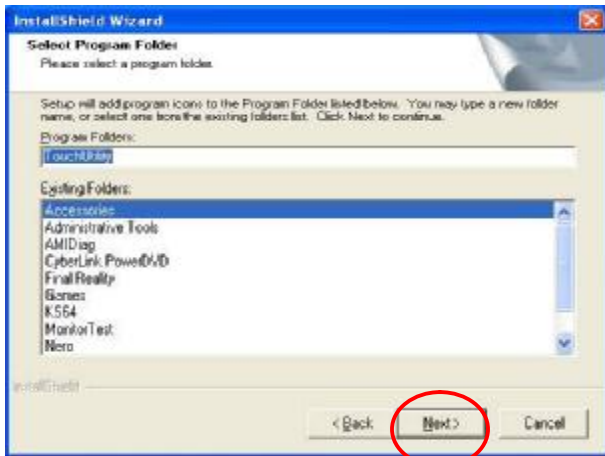 InstallShield Wizard
Select Program Folder
Please select a program folder.
Setup will add program icons to the Program Folder listed below. You may type a new folder
name, or select one from the existing folders list. Click Next to continue.
Program Folders:
TouchUtility
Existing Folders:
Accessories
Administrative Tools
AMIDiag
CyberLink PowerDVD
Final Reality
Games
K564
MonitorTest
Nero
InstallShield
< Back
Next >
Cancel